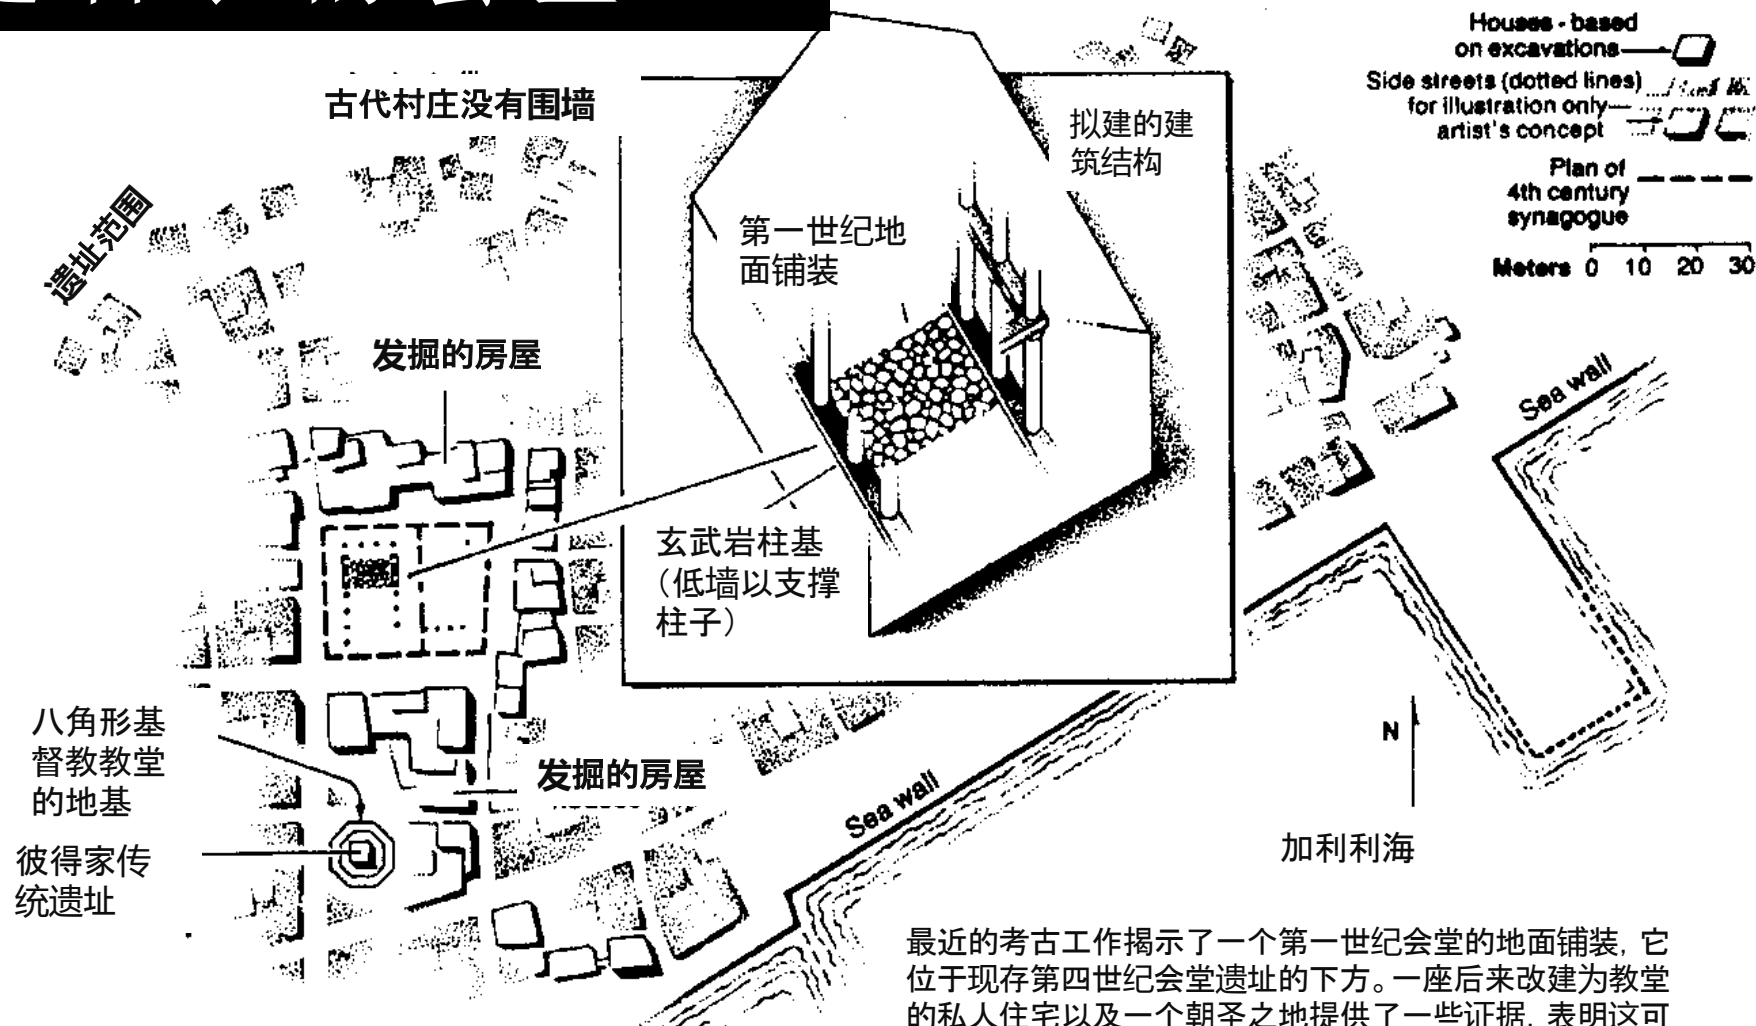 古代村庄没有围墙
遗址范围
发掘的房屋
拟建的建
筑结构
第一世纪地
面铺装
玄武岩柱基
(低墙以支撑
柱子)
Houses - based
on excavations
Side streets (dotted lines)
for illustration only
artist's concept
Plan of
4th century
synagogue
Meters 0 10 20 30
Sea wall
八角形基
督教教堂
的地基
彼得家传
统遗址
发掘的房屋
Sea wall
N
加利利海
最近的考古工作揭示了一个第一世纪会堂的地面铺装, 它
位于现存第四世纪会堂遗址的下方。一座后来改建为教堂
的私人住宅以及一个朝圣之地提供了一些证据, 表明这可